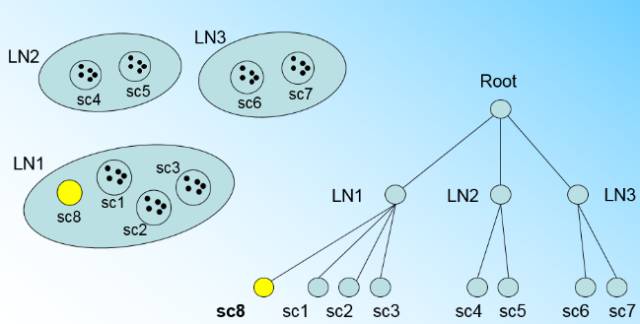 LN2
LN3
sc4
sc5
sc6
sc7
LN1
sc3
sc8
sc1
sc2
Root
LN1
LN2
LN3
sc8 sc1 sc2 sc3 sc4 sc5 sc6 sc7